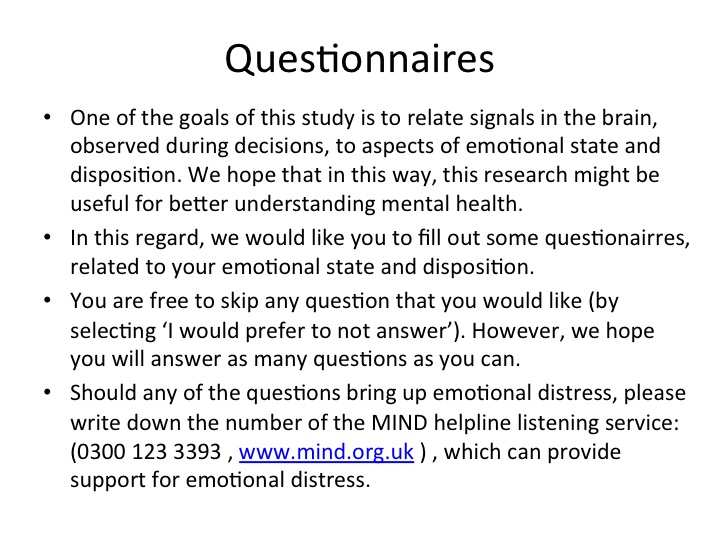 Questionnaires
• One of the goals of this study is to relate signals in the brain,
observed during decisions, to aspects of emotional state and
disposition. We hope that in this way, this research might be
useful for better understanding mental health.
• In this regard, we would like you to fill out some questionairres,
related to your emotional state and disposition.
• You are free to skip any question that you would like (by
selecting ‘I would prefer to not answer’). However, we hope
you will answer as many questions as you can.
• Should any of the questions bring up emotional distress, please
write down the number of the MIND helpline listening service:
(0300 123 3393 , www.mind.org.uk ) , which can provide
support for emotional distress.